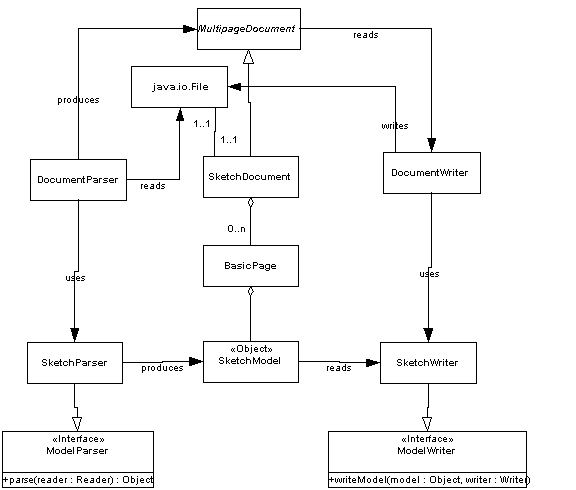 MultipageDocument
reads
java.io.File
produces
1..1
writes
1..1
DocumentParser
reads
SketchDocument
DocumentWriter
0..n
BasicPage
uses
uses
SketchParser
produces
«Object»
SketchModel
reads
SketchWriter
«Interface»
ModelParser
+parse(reader : Reader) : Object
«Interface»
ModelWriter
+writeModel(model : Object, writer : Writer)